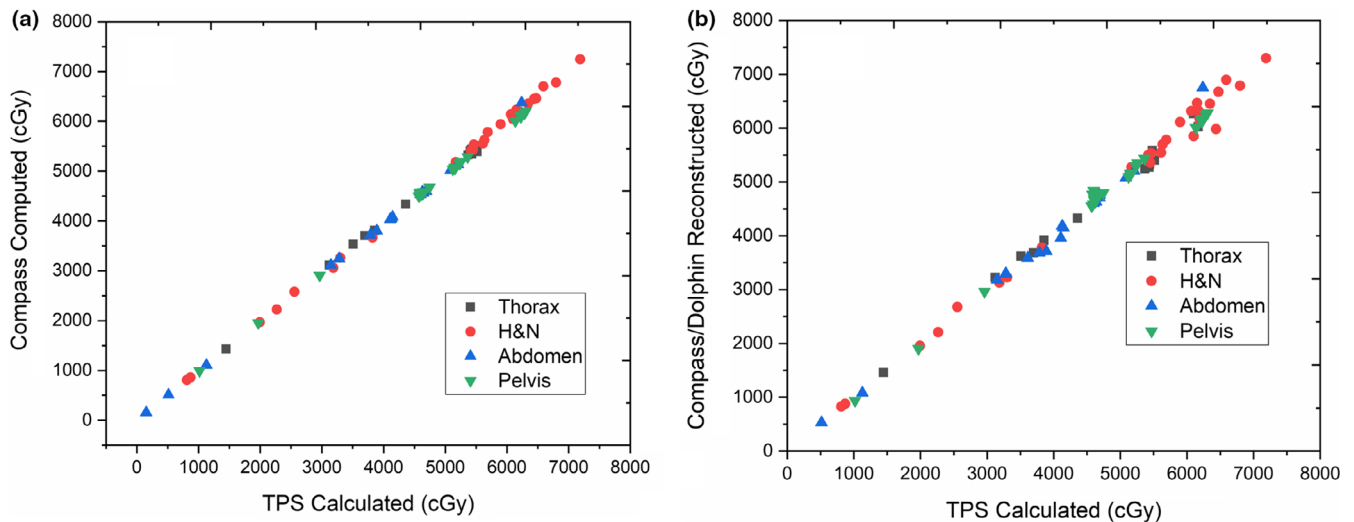 (a)
8000
7000
6000
5000
4000
3000
2000
1000
0
Compass Computed (cGy)
Thorax
H&N
Abdomen
Pelvis
0 1000 2000 3000 4000 5000 6000 7000 8000
TPS Calculated (cGy)
(b)
8000
7000
6000
5000
4000
3000
2000
1000
0
Compass/Dolphin Reconstructed (cGy)
Thorax
H&N
Abdomen
Pelvis
0 1000 2000 3000 4000 5000 6000 7000 8000
TPS Calculated (cGy)